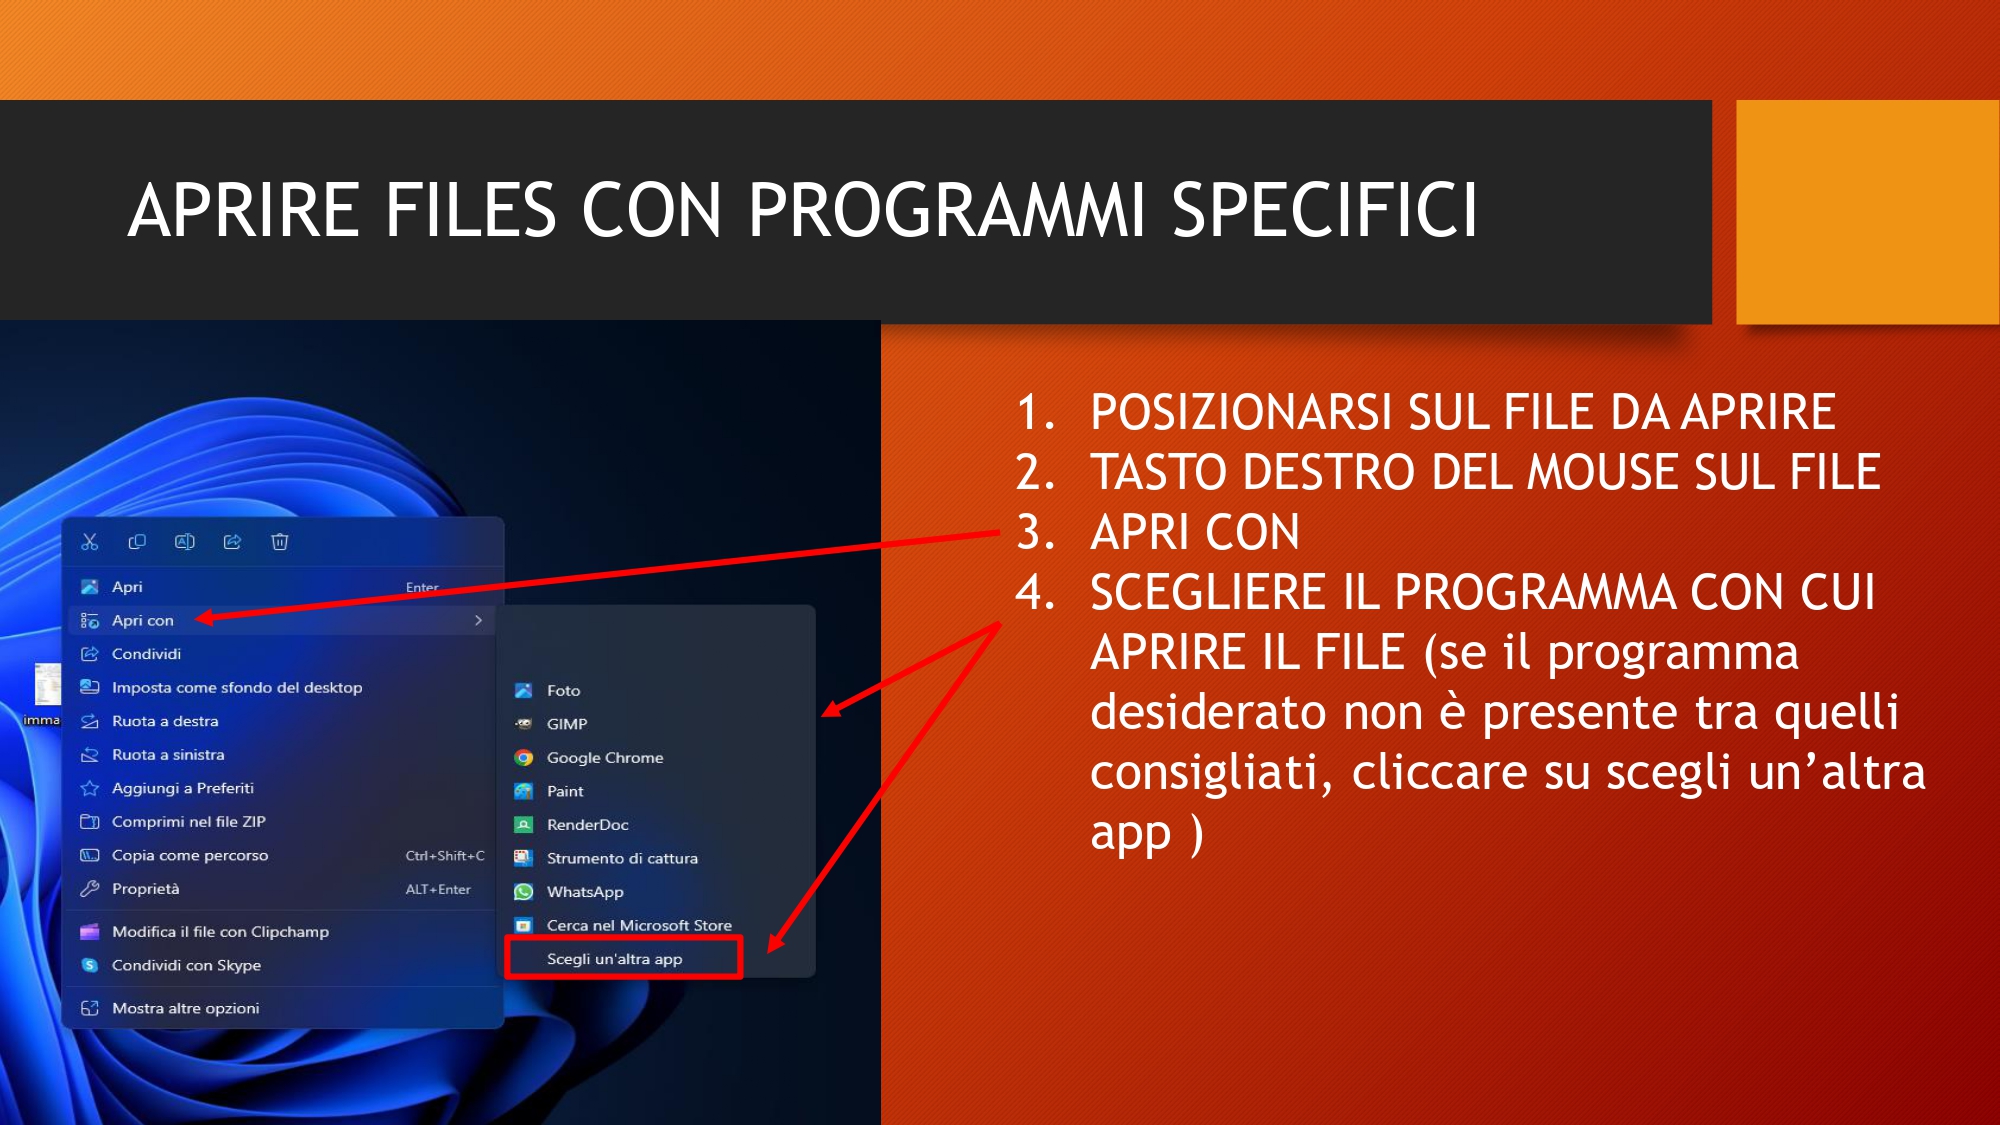 APRIRE FILES CON PROGRAMMI SPECIFICI
1. POSIZIONARSI SUL FILE DA APRIRE
2. TASTO DESTRO DEL MOUSE SUL FILE
3. APRI CON
4. SCEGLIERE IL PROGRAMMA CON CUI
APRIRE IL FILE (se il programma
desiderato non è presente tra quelli
consigliati, cliccare su scegli un’altra
app )
imma
Apri Enter
Apri con
Condividi
Imposta come sfondo del desktop
Ruota a destra
Ruota a sinistra
Aggiungi a Preferiti
Comprimi nel file ZIP
Copia come percorso Ctrl+Shift+C
Proprietà ALT+Enter
Modifica il file con Clipchamp
Condividi con Skype
Mostra altre opzioni
Foto
GIMP
Google Chrome
Paint
RenderDoc
Strumento di cattura
WhatsApp
Cerca nel Microsoft Store
Scegli un'altra app